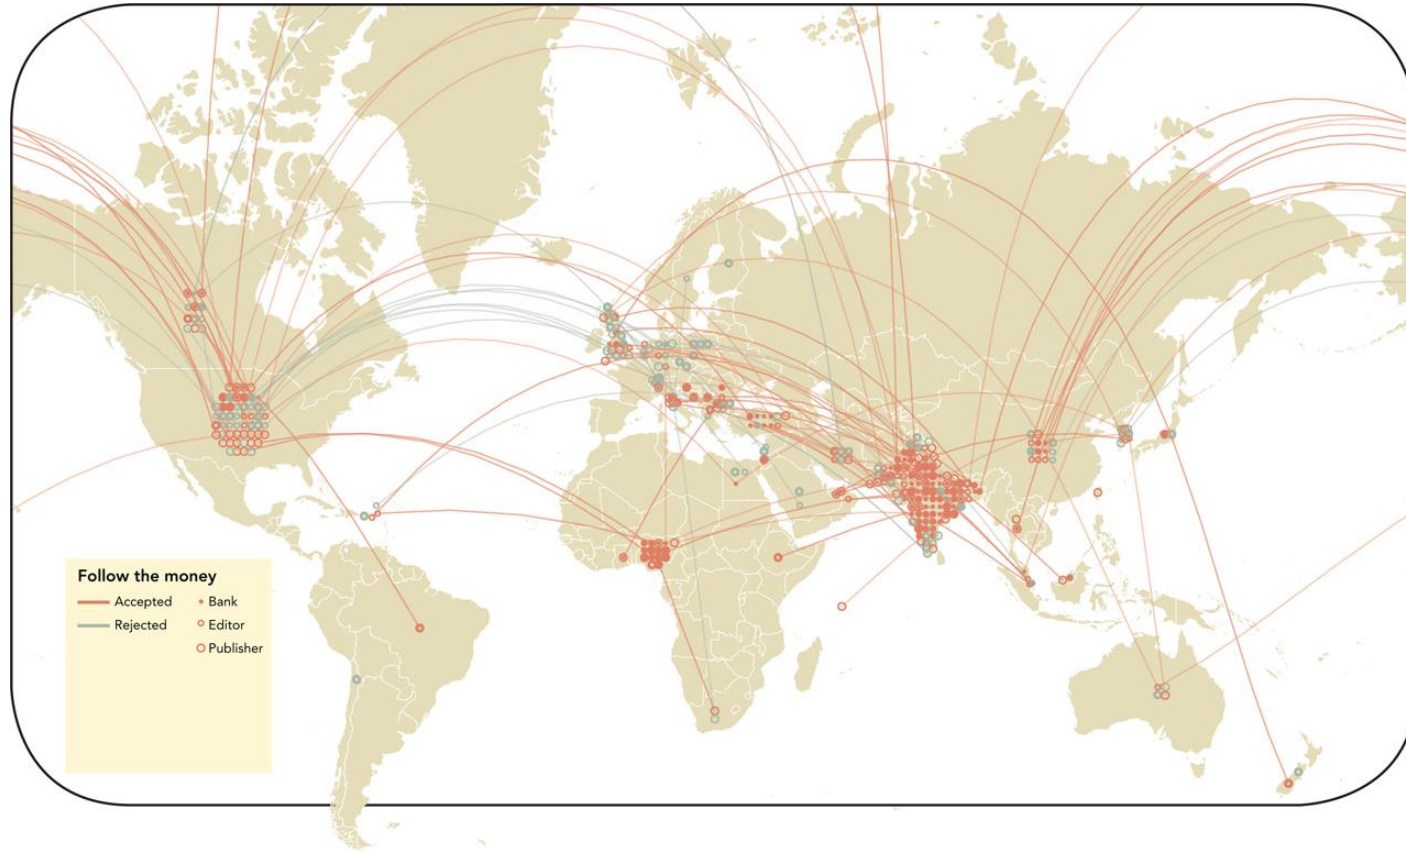 Follow the money
Accepted
Bank
Rejected
Editor
Publisher